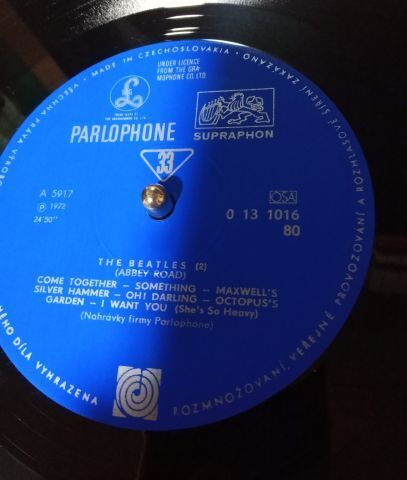 VŠECHNA PRÁVA VÝROBC
MADE IN CZECHOSLOVAKIA
ZAKÁZÁNO
ŠÍŘENÍ
A ROZHLASOVÉ
PROVOZOVÁNÍ
VEŘEJNÉ
ROZMNOŽOVÁNÍ,
NÉHO DÍLA VYHRAZENA
UNDER LICENCE
FROM THE GRA-
MOPHONE CO. LTD.
PARLOPHONE
SUPRAPHON
33
A 5917
℗ 1972
24'50''
OSA
0 13 1016
80
THE BEATLES (2)
(ABBEY ROAD)
COME TOGETHER – SOMETHING – MAXWELL'S
SILVER HAMMER – OH! DARLING – OCTOPUS'S
GARDEN – I WANT YOU (She's So Heavy)
(Nahrávky firmy Parlophone)